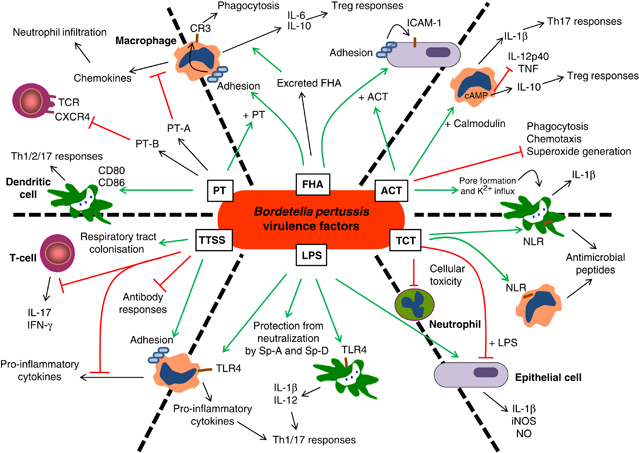 Phagocytosis
CR3
IL-6
IL-10
Treg responses
ICAM-1
IL-1β
Th17 responses
Neutrophil infiltration
Macrophage
Adhesion
IL-12p40
TNF
Chemokines
Adhesion
Excreted FHA
cAMP
IL-10
Treg responses
TCR
CXCR4
PT-A
+ PT
+ ACT
+ Calmodulin
Phagocytosis
Chemotaxis
Superoxide generation
PT-B
Th1/2/17 responses
CD80
CD86
Dendritic
cell
PT
FHA
ACT
Pore formation
and K2+ influx
IL-1β
Bordetella pertussis
virulence factors
Respiratory tract
colonisation
TTSS
LPS
TCT
NLR
T-cell
Antimicrobial
peptides
IL-17
IFN-γ
Antibody
responses
Cellular
toxicity
NLR
Neutrophil
Protection from
neutralization
by Sp-A and Sp-D
Adhesion
TLR4
TLR4
+ LPS
Pro-inflammatory
cytokines
Epithelial cell
IL-1β
IL-12
Pro-inflammatory
cytokines
Th1/17 responses
IL-1β
iNOS
NO